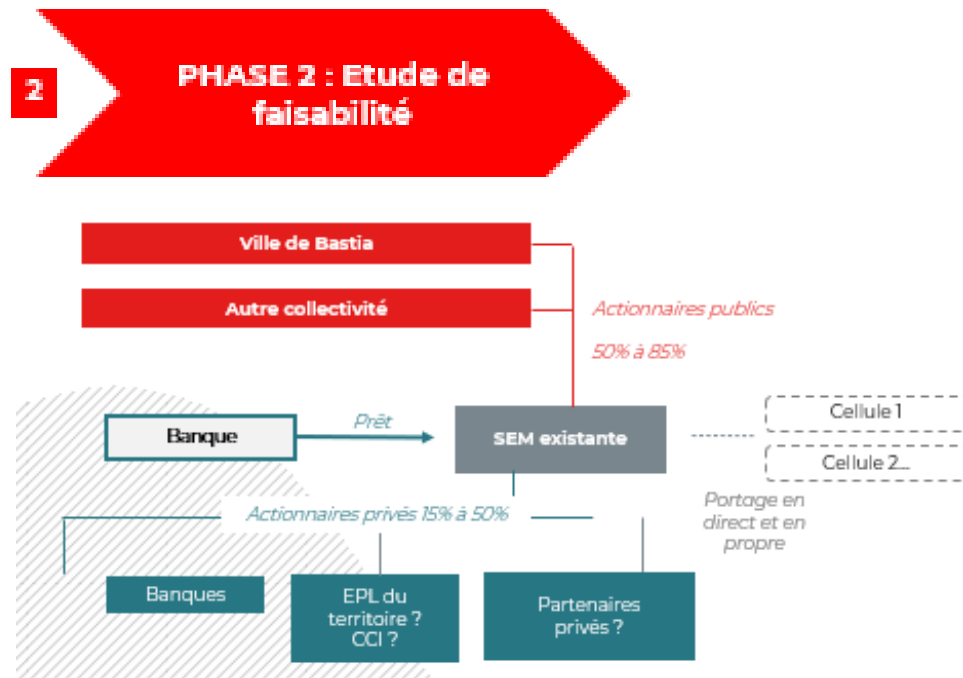 2
PHASE 2 : Etude de
faisabilité
Ville de Bastia
Autre collectivité
Actionnaires publics
50% à 85%
Banque
Prêt
SEM existante
Cellule 1
Cellule 2...
Portage en
direct et en
propre
Actionnaires privés 15% à 50%
Banques
EPL du
territoire ?
CCI ?
Partenaires
privés ?